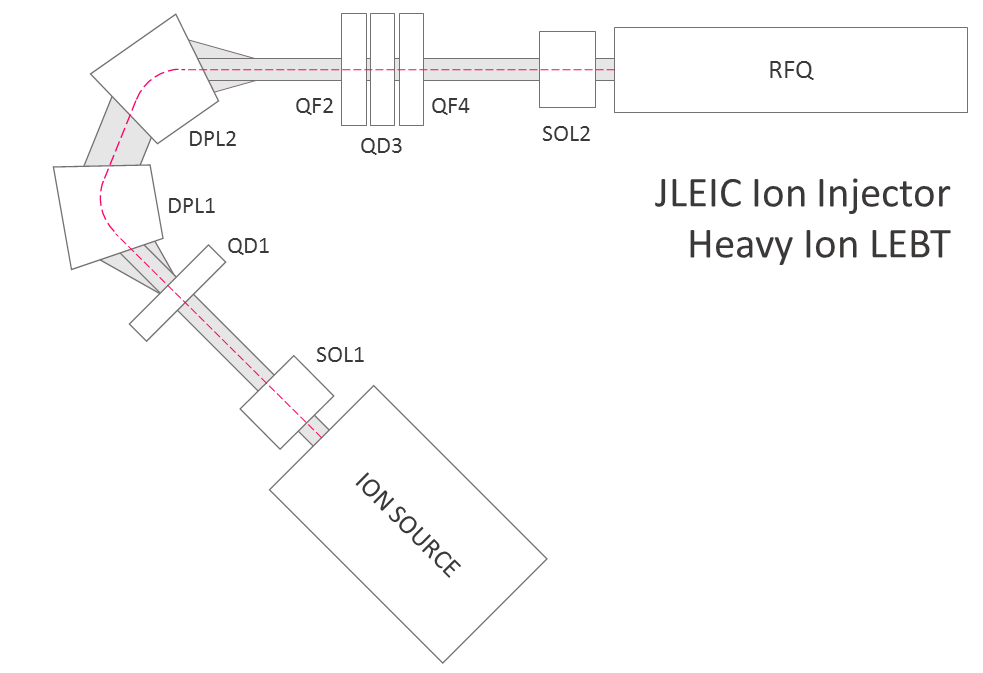 RFQ
QF2
QF4
DPL2
QD3
SOL2
JLEIC Ion Injector
Heavy Ion LEBT
DPL1
QD1
SOL1
ION SOURCE